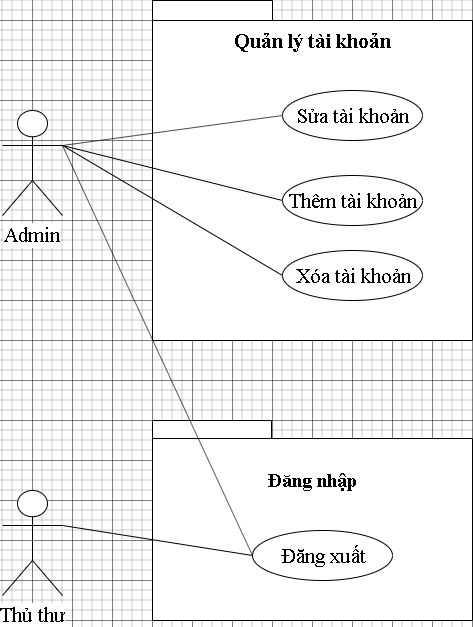 Quản lý tài khoản
Sửa tài khoản
Thêm tài khoản
Admin
Xóa tài khoản
Đăng nhập
Đăng xuất
Thủ thư